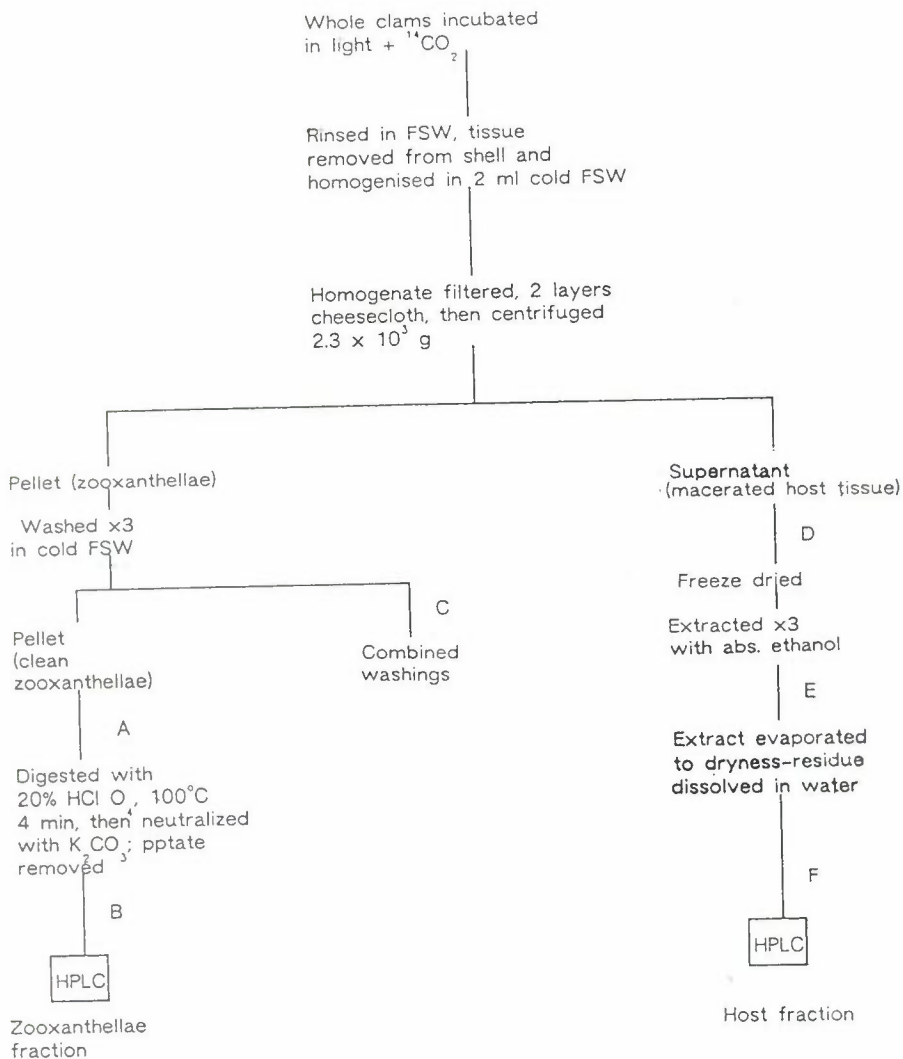 Whole clams incubated
in light + ¹⁴CO₂
Rinsed in FSW, tissue
removed from shell and
homogenised in 2 ml cold FSW
Homogenate filtered, 2 layers
cheesecloth, then centrifuged
2.3 x 10³ g
Pellet (zooxanthellae)
Washed x3
in cold FSW
Pellet
(clean
zooxanthellae)
A
Digested with
20% HCl O₄, 100°C
4 min, then neutralized
with K₂CO₃; pptate
removed
B
HPLC
Zooxanthellae
fraction
C
Combined
washings
Supernatant
(macerated host tissue)
D
Freeze dried
Extracted x3
with abs. ethanol
E
Extract evaporated
to dryness-residue
dissolved in water
F
HPLC
Host fraction